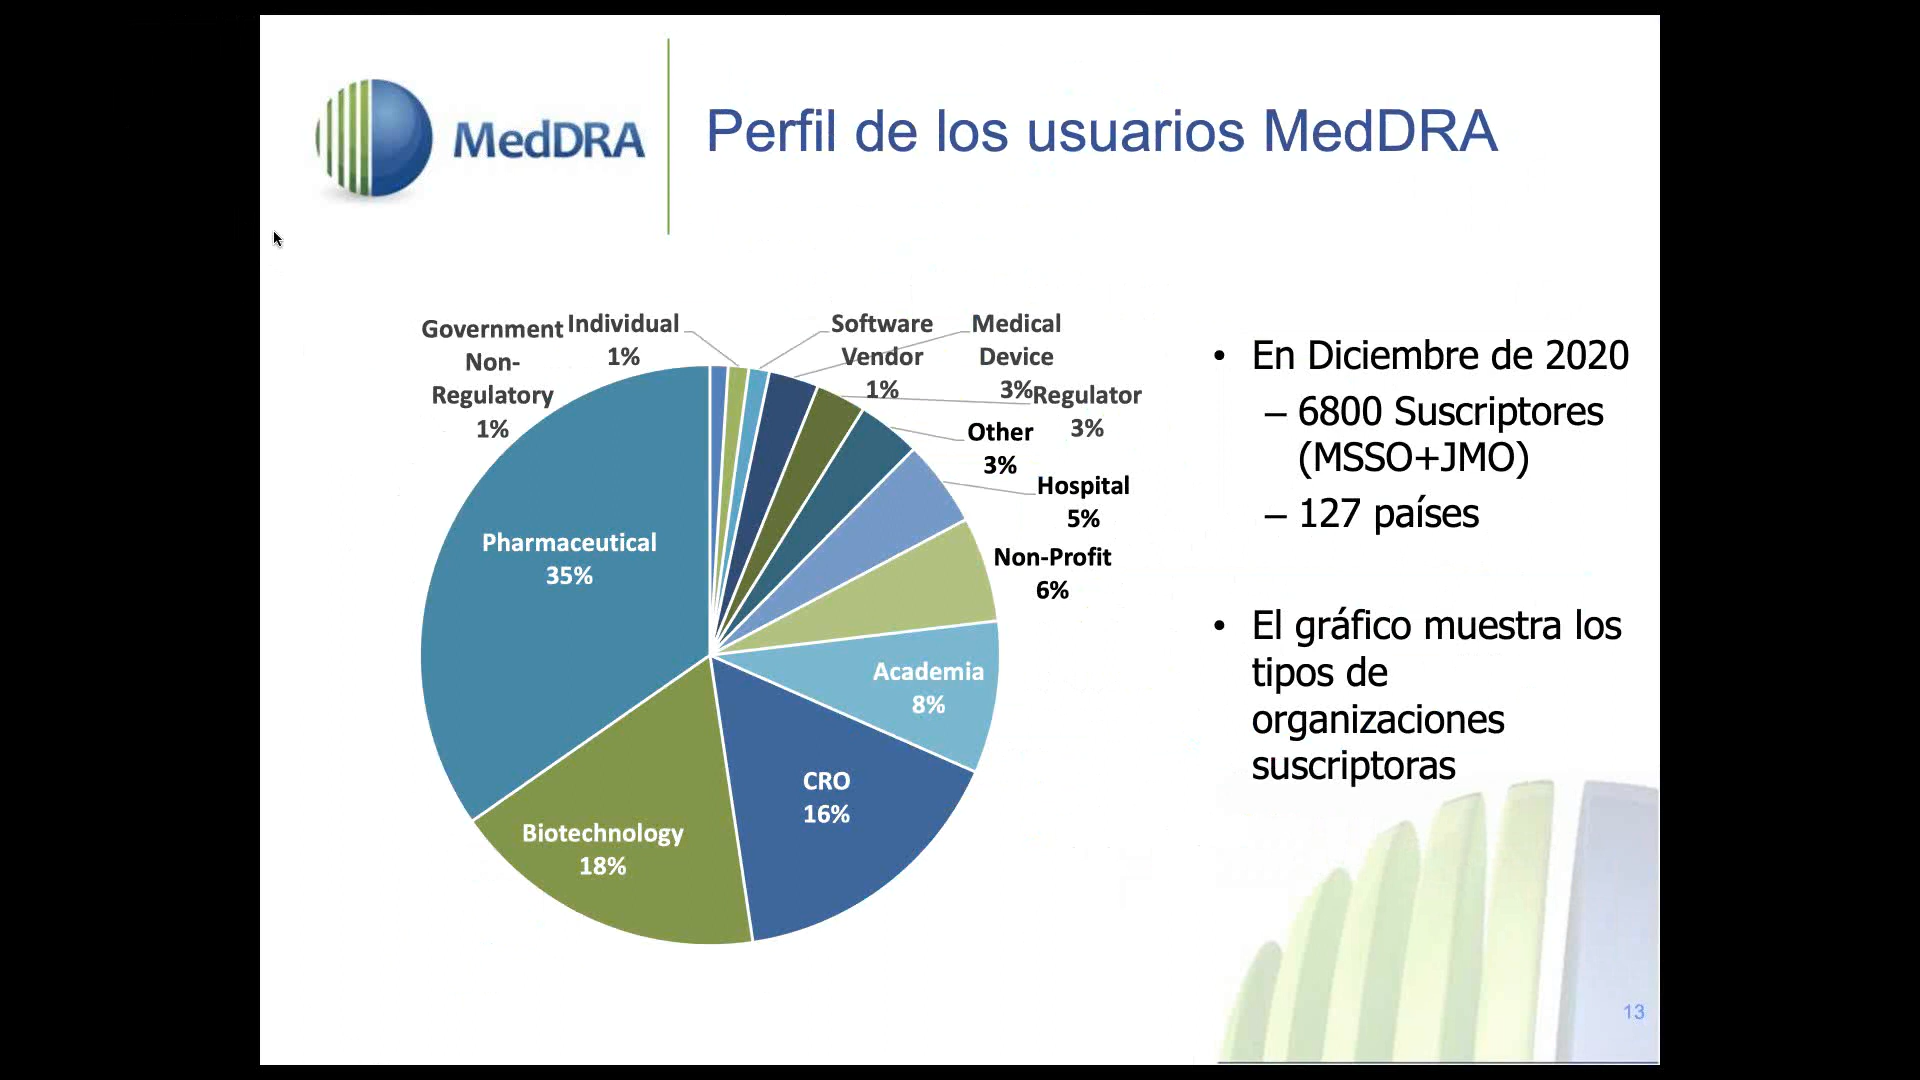 MedDRA
Perfil de los usuarios MedDRA
Government
Non-
Regulatory
1%
Individual
1%
Software
Vendor
1%
Medical
Device
3%
Regulator
3%
Other
3%
Hospital
5%
Non-Profit
6%
Academia
8%
CRO
16%
Biotechnology
18%
Pharmaceutical
35%
• En Diciembre de 2020
– 6800 Suscriptores
(MSSO+JMO)
– 127 países
• El gráfico muestra los
tipos de
organizaciones
suscriptoras
13